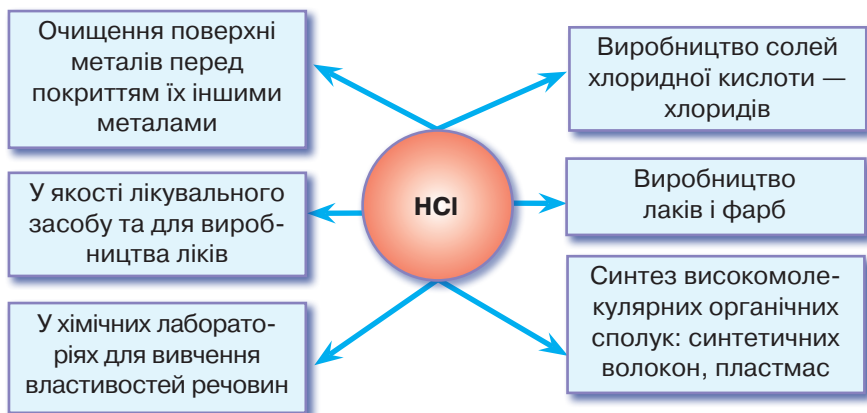 Очищення поверхні
металів перед
покриттям їх іншими
металами
Виробництво солей
хлоридної кислоти —
хлоридів
HCl
У якості лікувального
засобу та для вироб-
ництва ліків
Виробництво
лаків і фарб
У хімічних лаборато-
ріях для вивчення
властивостей речовин
Синтез високомоле-
кулярних органічних
сполук: синтетичних
волокон, пластмас